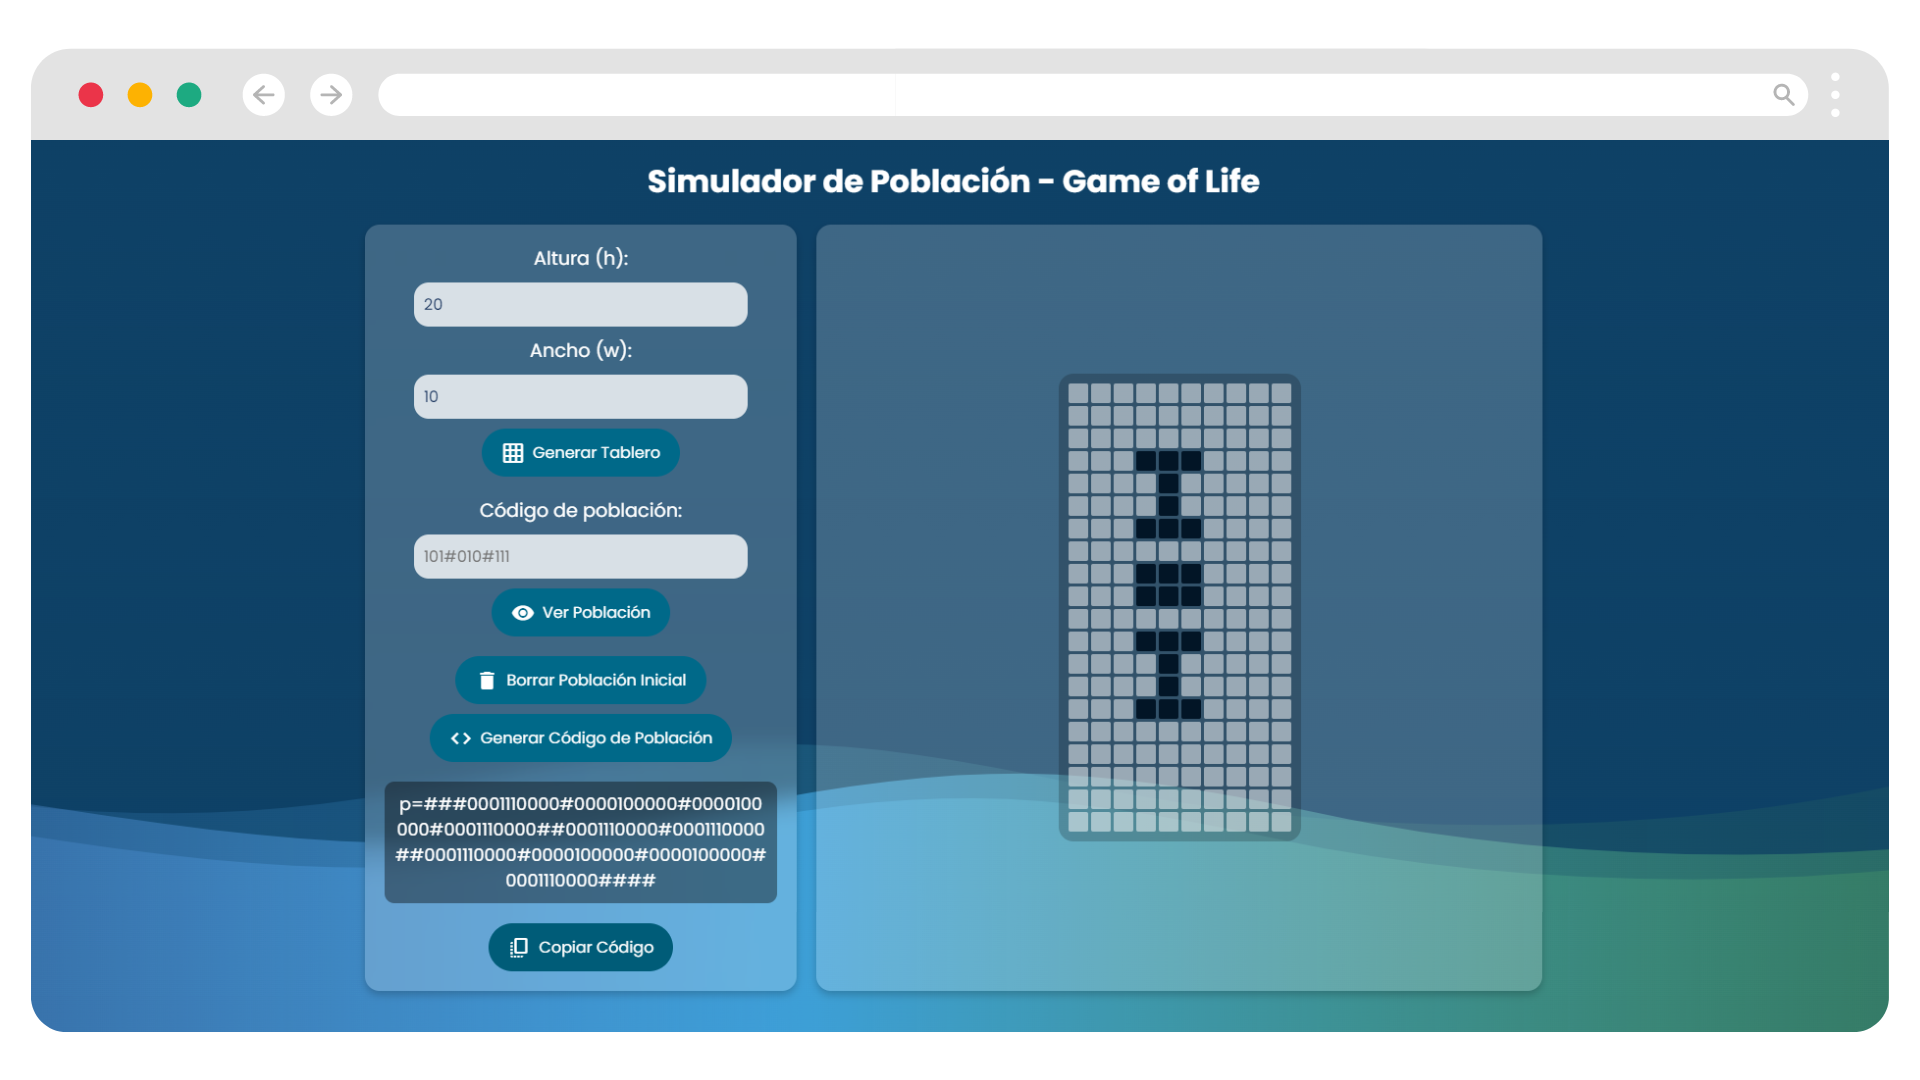 Simulador de Población - Game of Life
Altura (h):
20
Ancho (w):
10
Generar Tablero
Código de población:
101#010#111
Ver Población
Borrar Población Inicial
Generar Código de Población
p=###0001110000#0000100000#0000100
000#0001110000##0001110000#0001110000
##0001110000#0000100000#0000100000#
0001110000####
Copiar Código